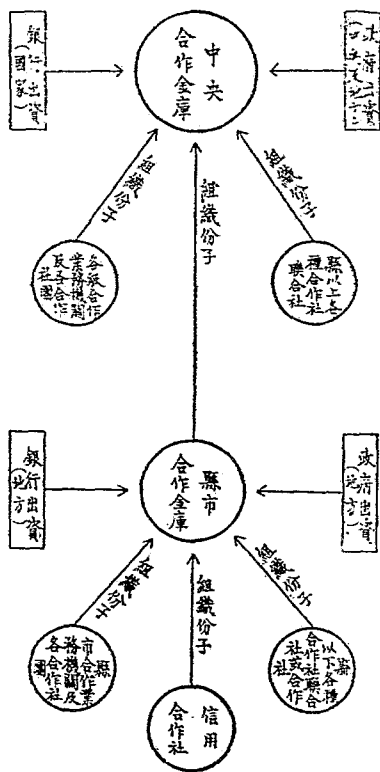 政府出資
(中央及地方)
中央
合作金庫
銀行出資
(國家)
組織份子
組織份子
組織份子
縣以上各
種合作社
聯合社
各級合作
業務機關
及各合作
社團
政府出資
(地方)
縣市
合作金庫
銀行出資
(地方)
組織份子
組織份子
組織份子
縣
以下各種
合作社聯合
社或合作
社
信用
合作社
縣
市合作業
務機關及
各合作社
團